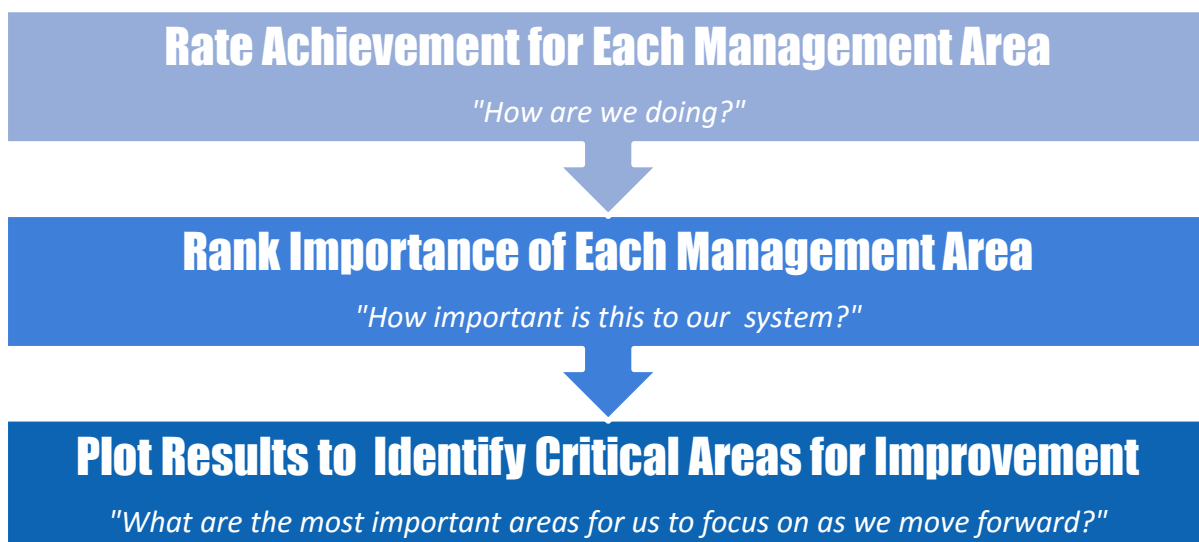 Rate Achievement for Each Management Area
"How are we doing?"
Rank Importance of Each Management Area
"How important is this to our  system?"
Plot Results to  Identify Critical Areas for Improvement
"What are the most important areas for us to focus on as we move forward?"